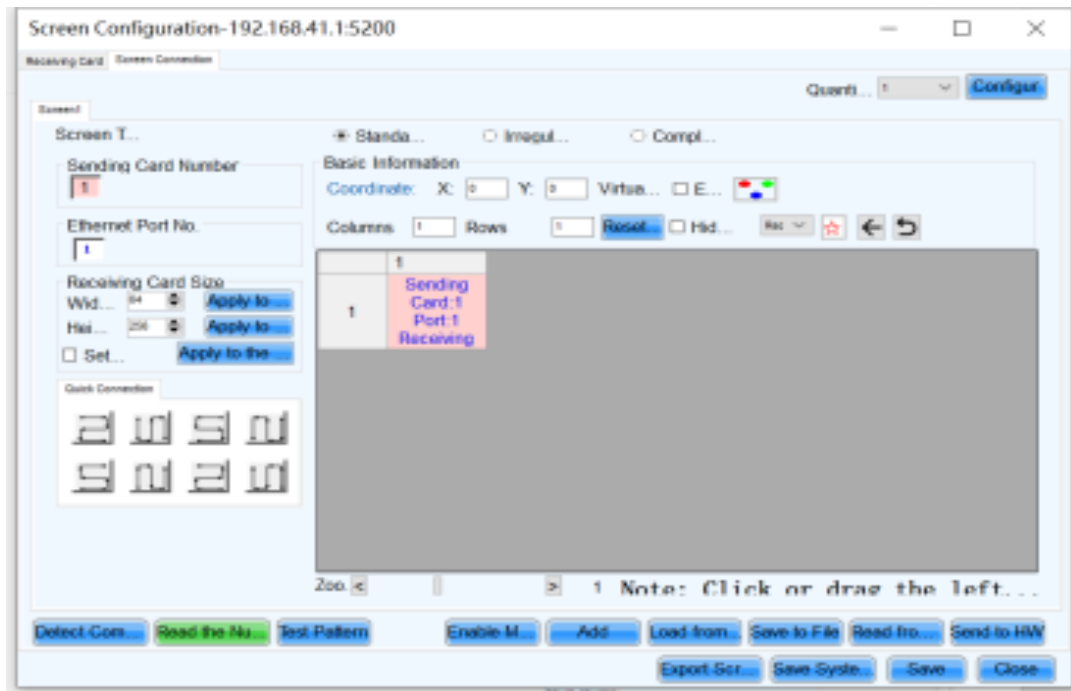 Screen Configuration-192.168.41.1:5200
Receiving Card Screen Connection
Quanti... 1 Configur
Screen1
Screen T... Standa... Irregul... Compl...
Sending Card Number
1
Basic Information
Coordinate: X: 0 Y: 0 Virtua... E...
Ethernet Port No.
1
Columns 1 Rows 1 Reset... Hid... Rec
Receiving Card Size
Wid... 64 Apply to
Hei... 256 Apply to
Set... Apply to the
Quick Connection
1
1
Sending
Card:1
Port:1
Receiving
Zoo. < > 1 Note: Click or drag the left...
Detect Com... Read the Nu... Test Pattern Enable M... Add Load from... Save to File Read fro... Send to HW
Export Scr... Save Syste... Save Close